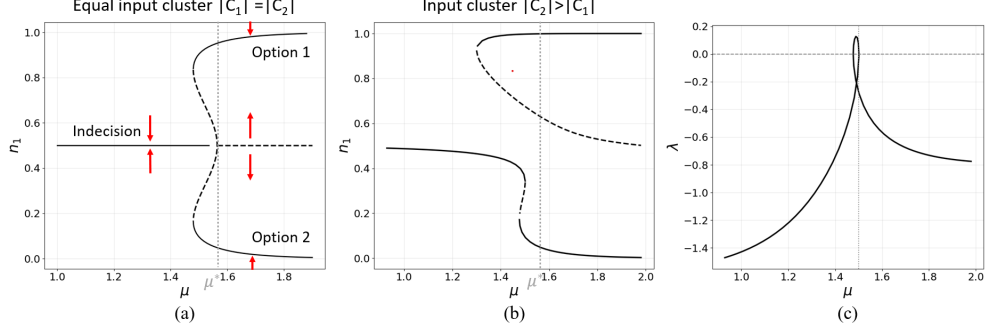 Equal input cluster |C₁| =|C₂|
Input cluster |C₂|>|C₁|
1.0
0.8
0.6
0.4
0.2
0.0
n₁
Option 1
Indecision
Option 2
1.0
1.2
1.4
1.6
1.8
μ*
μ
(a)
1.0
0.8
0.6
0.4
0.2
0.0
n₁
1.0
1.2
1.4
1.6
1.8
2.0
μ*
μ
(b)
0.2
0.0
−0.2
−0.4
−0.6
−0.8
−1.0
−1.2
−1.4
λ
1.0
1.2
1.4
1.6
1.8
2.0
μ
(c)